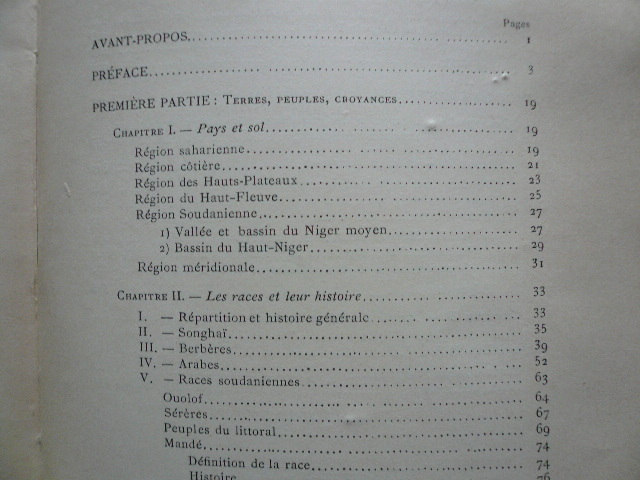 Pages
AVANT-PROPOS 1
PRÉFACE 3
PREMIÈRE PARTIE : TERRES, PEUPLES, CROYANCES 19
CHAPITRE I. — Pays et sol 19
Région saharienne 19
Région côtière 21
Région des Hauts-Plateaux 23
Région du Haut-Fleuve 25
Région Soudanienne 27
1) Vallée et bassin du Niger moyen 27
2) Bassin du Haut-Niger 29
Région méridionale 31
CHAPITRE II. — Les races et leur histoire 33
I. — Répartition et histoire générale 33
II. — Songhaï 35
III. — Berbères 39
IV. — Arabes 52
V. — Races soudaniennes 63
Ouolof 64
Sérères 67
Peuples du littoral 69
Mandé 74
Définition de la race 74
Histoire 76